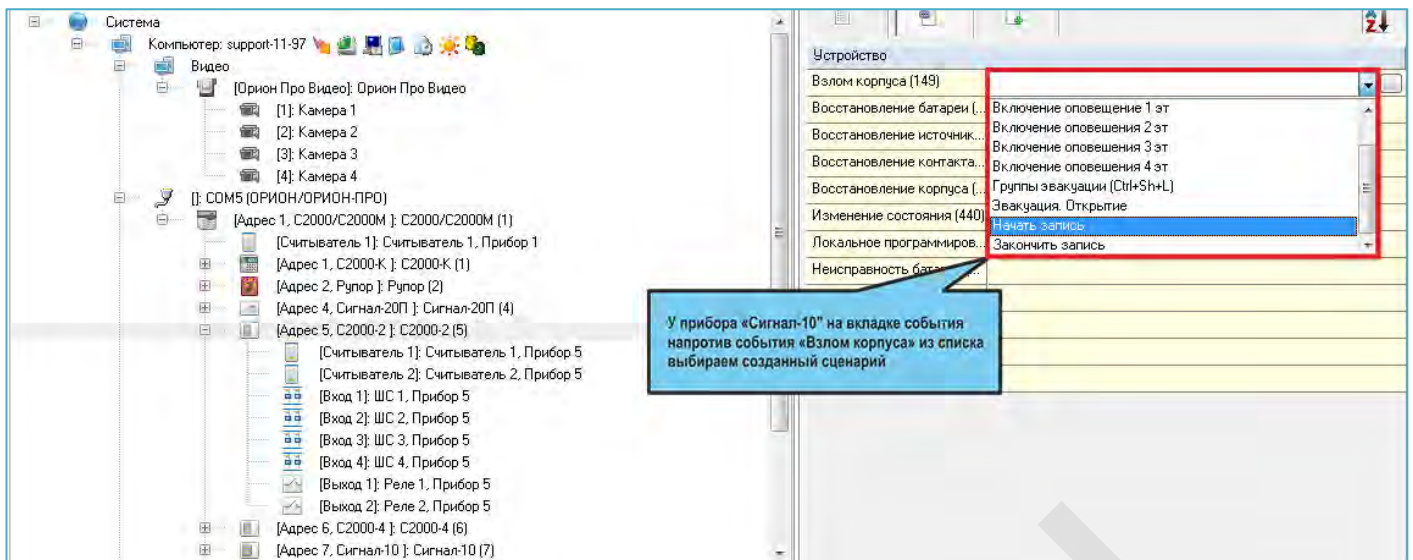 Система
Компьютер: support-11-97
Видео
[Орион Про Видео]: Орион Про Видео
[1]: Камера 1
[2]: Камера 2
[3]: Камера 3
[4]: Камера 4
[]: COM5 (ОРИОН/ОРИОН-ПРО)
[Адрес 1, С2000/С2000М ]: С2000/С2000М (1)
[Считыватель 1]: Считыватель 1, Прибор 1
[Адрес 1, С2000-К ]: С2000-К (1)
[Адрес 2, Рупор ]: Рупор (2)
[Адрес 4, Сигнал-20П ]: Сигнал-20П (4)
[Адрес 5, С2000-2 ]: С2000-2 (5)
[Считыватель 1]: Считыватель 1, Прибор 5
[Считыватель 2]: Считыватель 2, Прибор 5
[Вход 1]: ШС 1, Прибор 5
[Вход 2]: ШС 2, Прибор 5
[Вход 3]: ШС 3, Прибор 5
[Вход 4]: ШС 4, Прибор 5
[Выход 1]: Реле 1, Прибор 5
[Выход 2]: Реле 2, Прибор 5
[Адрес 6, С2000-4 ]: С2000-4 (6)
[Адрес 7, Сигнал-10 ]: Сигнал-10 (7)
Устройство
Взлом корпуса (149)
Восстановление батареи (...
Восстановление источник...
Восстановление контакта...
Восстановление корпуса (...
Изменение состояния (440)
Локальное программиров...
Неисправность
Включение оповещение 1 эт
Включение оповешения 2 эт
Включение оповешения 3 эт
Включение оповешения 4 эт
Группы эвакуации (Ctrl+Sh+L)
Эвакуация. Открытие
Начать запись
Закончить запись
У прибора «Сигнал-10" на вкладке события
напротив события «Взлом корпуса» из списка
выбираем созданный сценарий